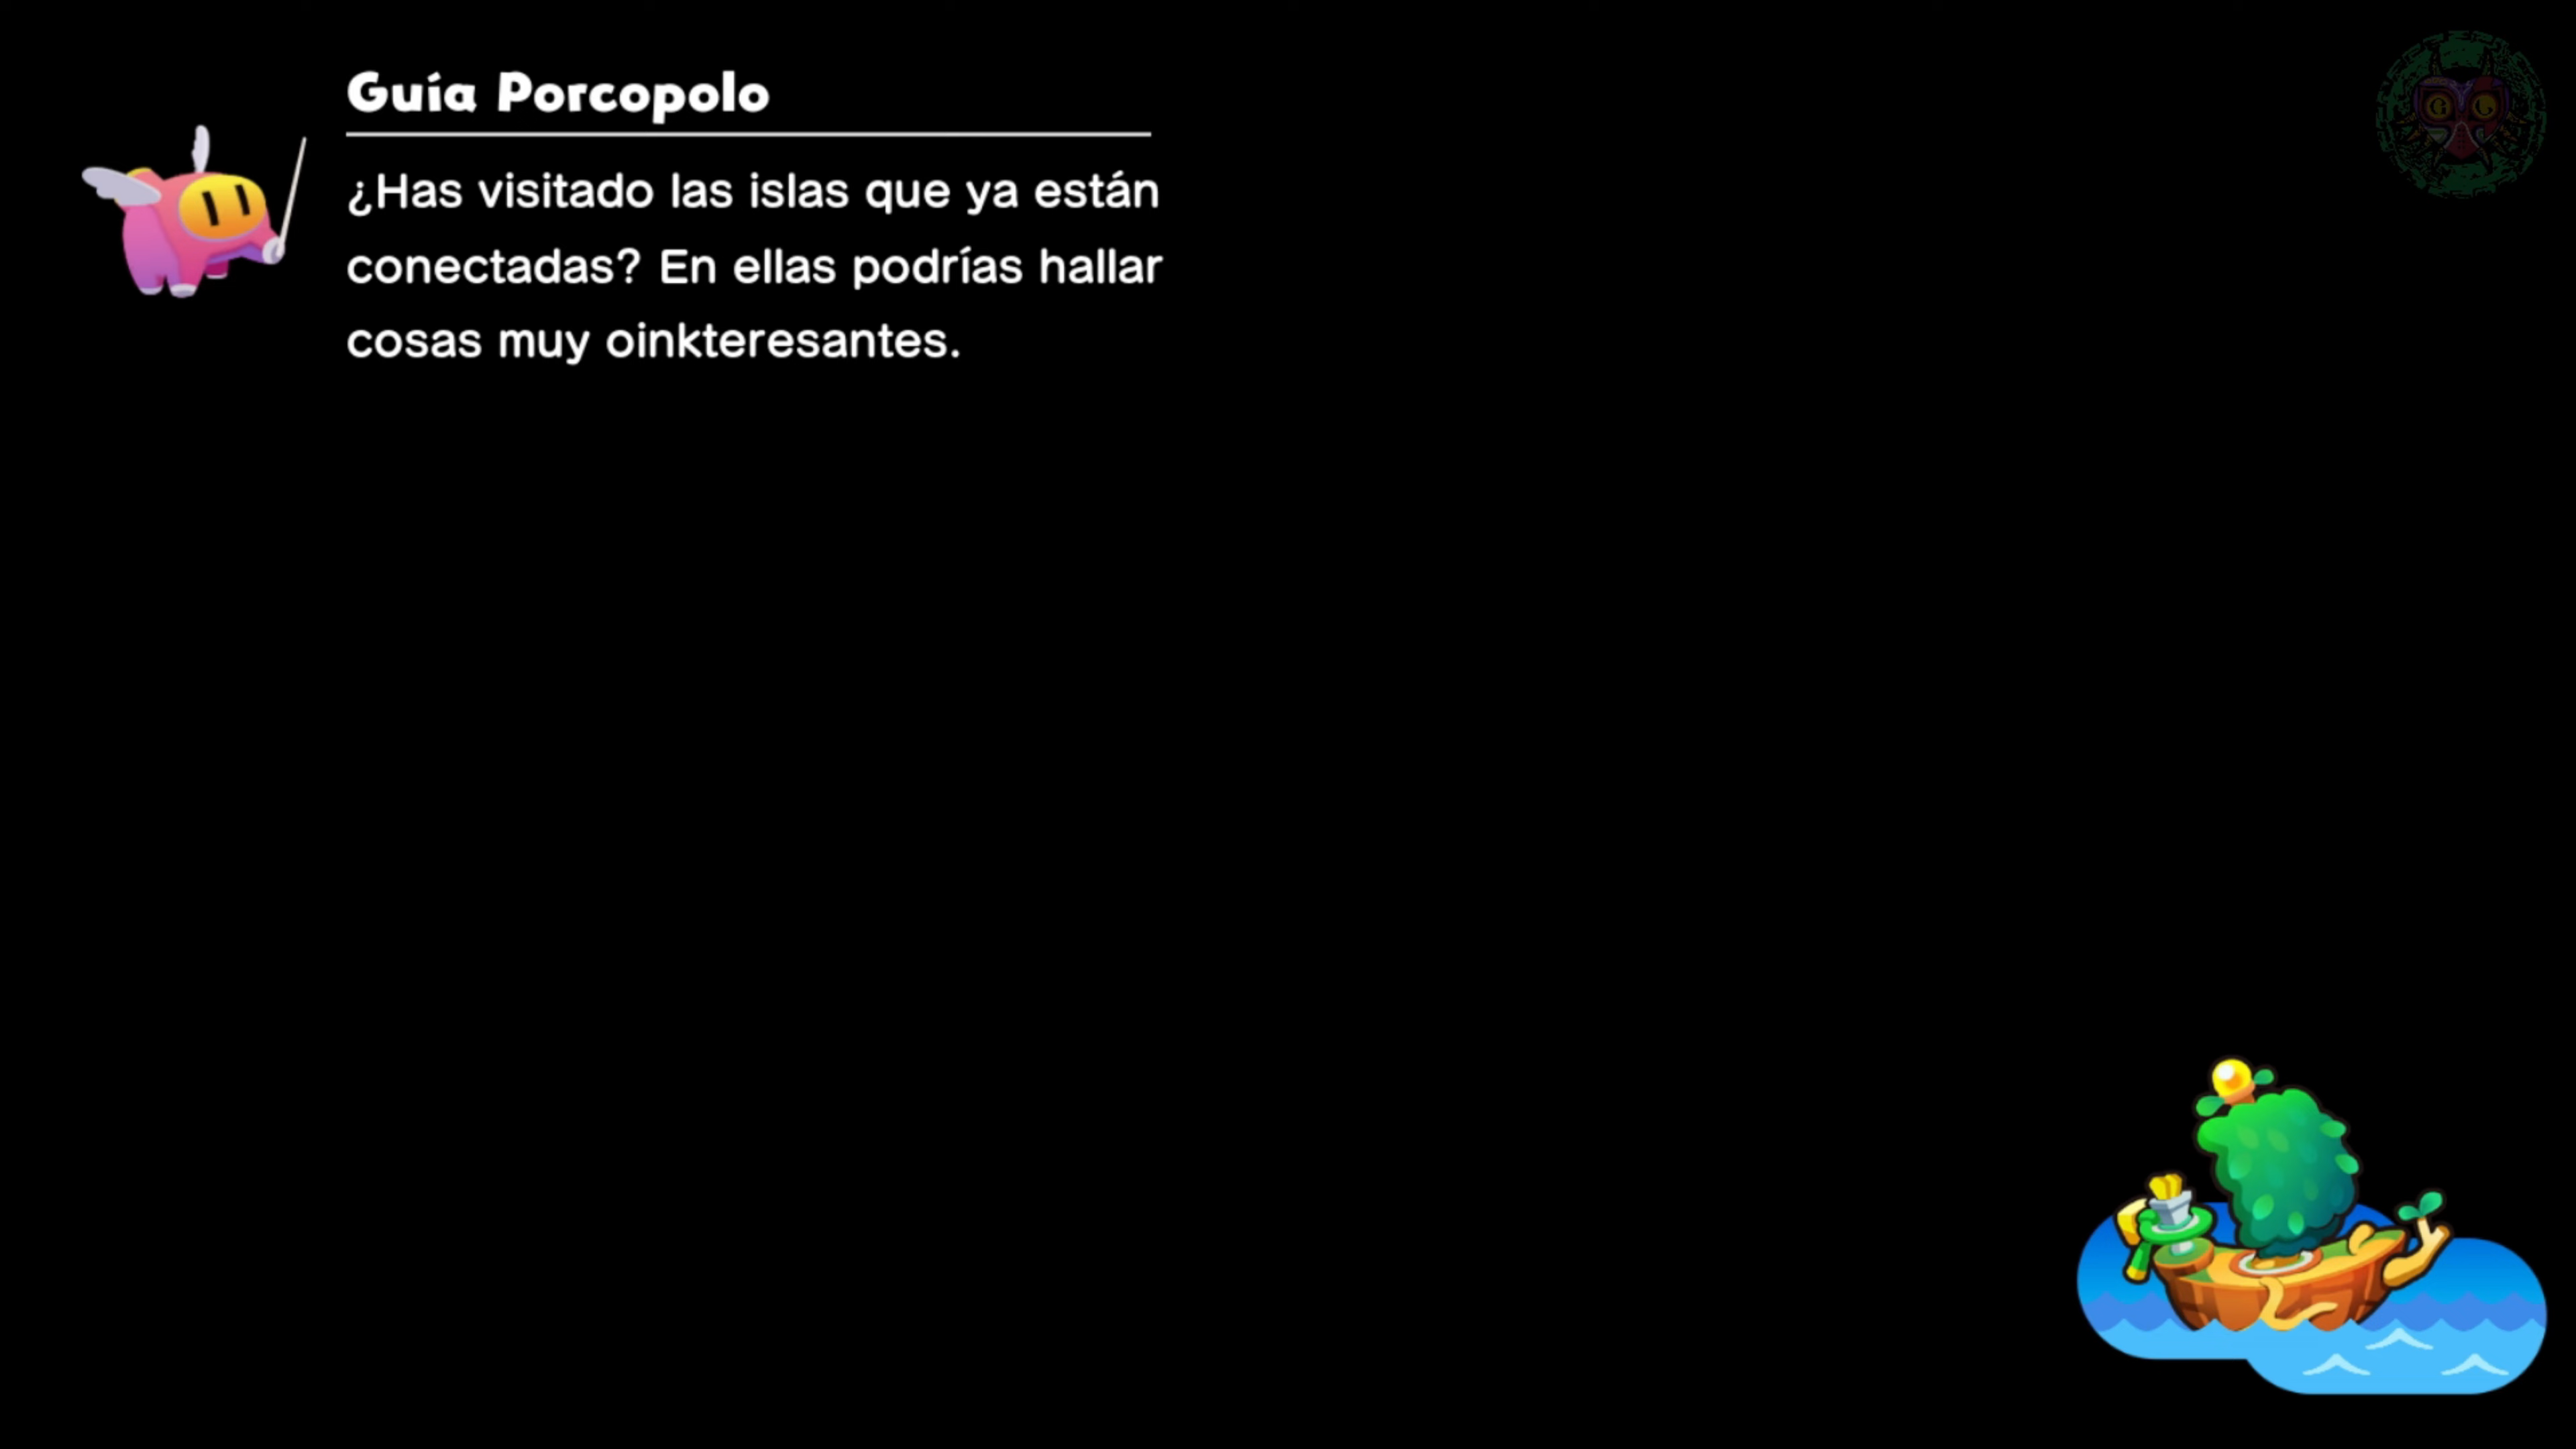 Guía Porcopolo
¿Has visitado las islas que ya están
conectadas? En ellas podrías hallar
cosas muy oinkteresantes.
G G